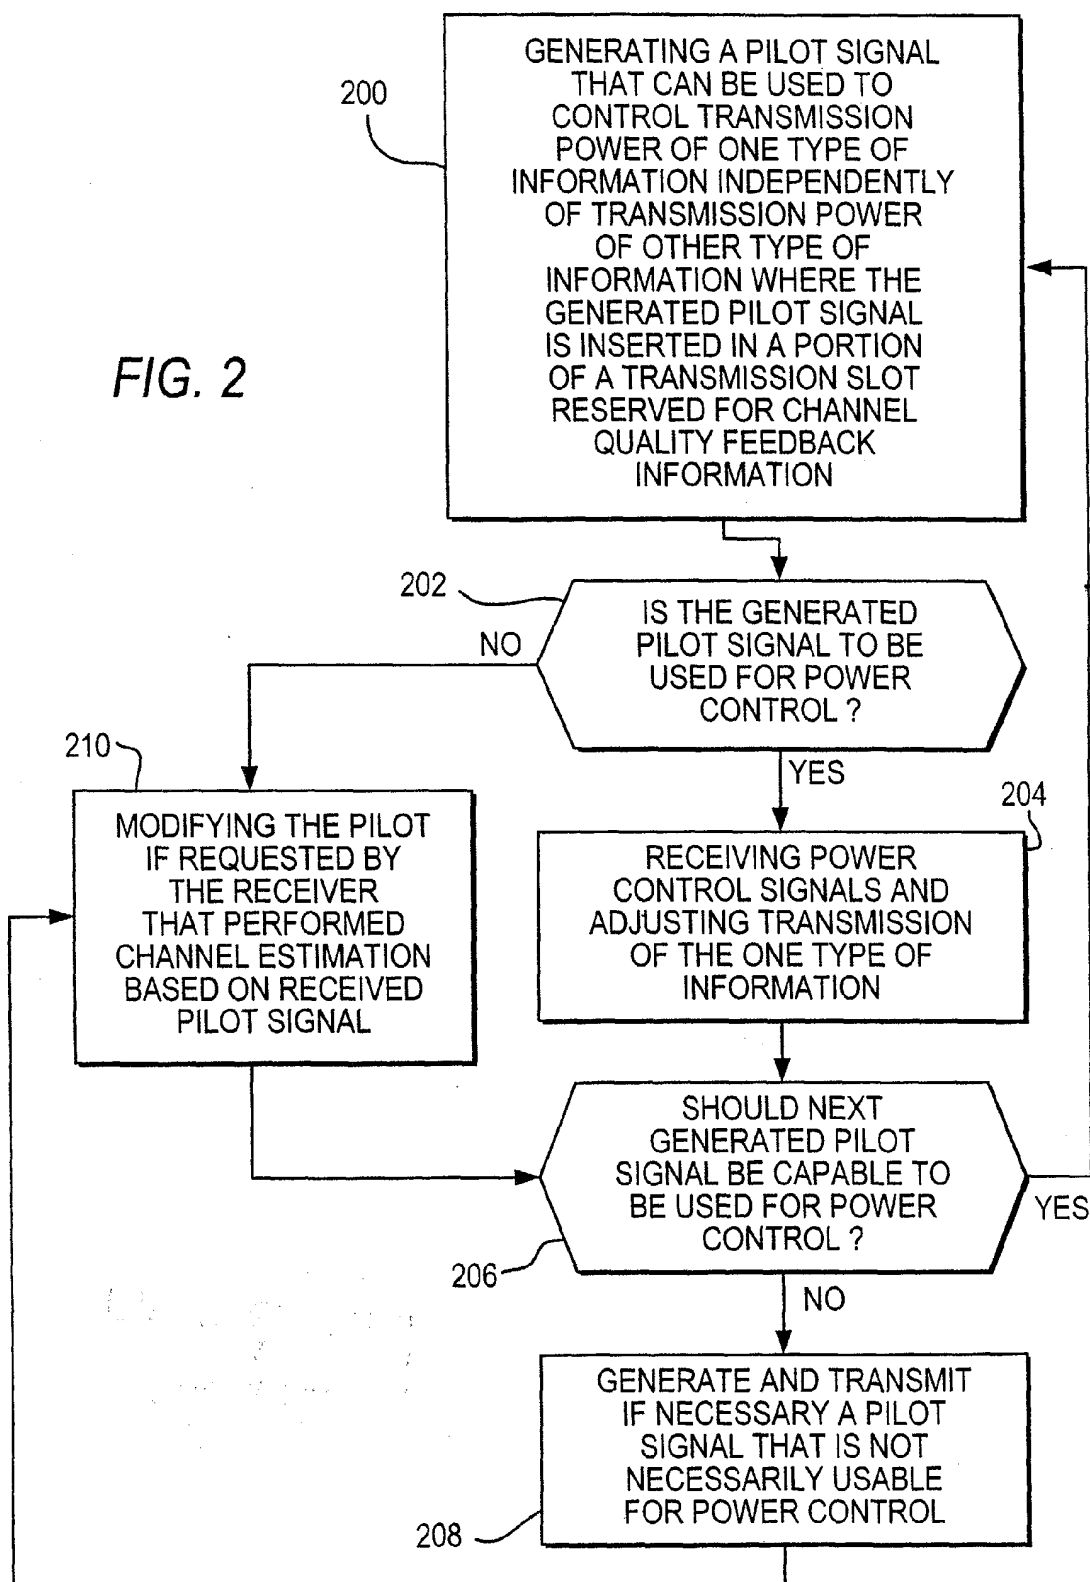 200
GENERATING A PILOT SIGNAL
THAT CAN BE USED TO
CONTROL TRANSMISSION
POWER OF ONE TYPE OF
INFORMATION INDEPENDENTLY
OF TRANSMISSION POWER
OF OTHER TYPE OF
INFORMATION WHERE THE
GENERATED PILOT SIGNAL
IS INSERTED IN A PORTION
OF A TRANSMISSION SLOT
RESERVED FOR CHANNEL
QUALITY FEEDBACK
INFORMATION
FIG. 2
202
IS THE GENERATED
PILOT SIGNAL TO BE
USED FOR POWER
CONTROL ?
NO
YES
210
MODIFYING THE PILOT
IF REQUESTED BY
THE RECEIVER
THAT PERFORMED
CHANNEL ESTIMATION
BASED ON RECEIVED
PILOT SIGNAL
204
RECEIVING POWER
CONTROL SIGNALS AND
ADJUSTING TRANSMISSION
OF THE ONE TYPE OF
INFORMATION
SHOULD NEXT
GENERATED PILOT
SIGNAL BE CAPABLE TO
BE USED FOR POWER
CONTROL ?
YES
206
NO
GENERATE AND TRANSMIT
IF NECESSARY A PILOT
SIGNAL THAT IS NOT
NECESSARILY USABLE
FOR POWER CONTROL
208